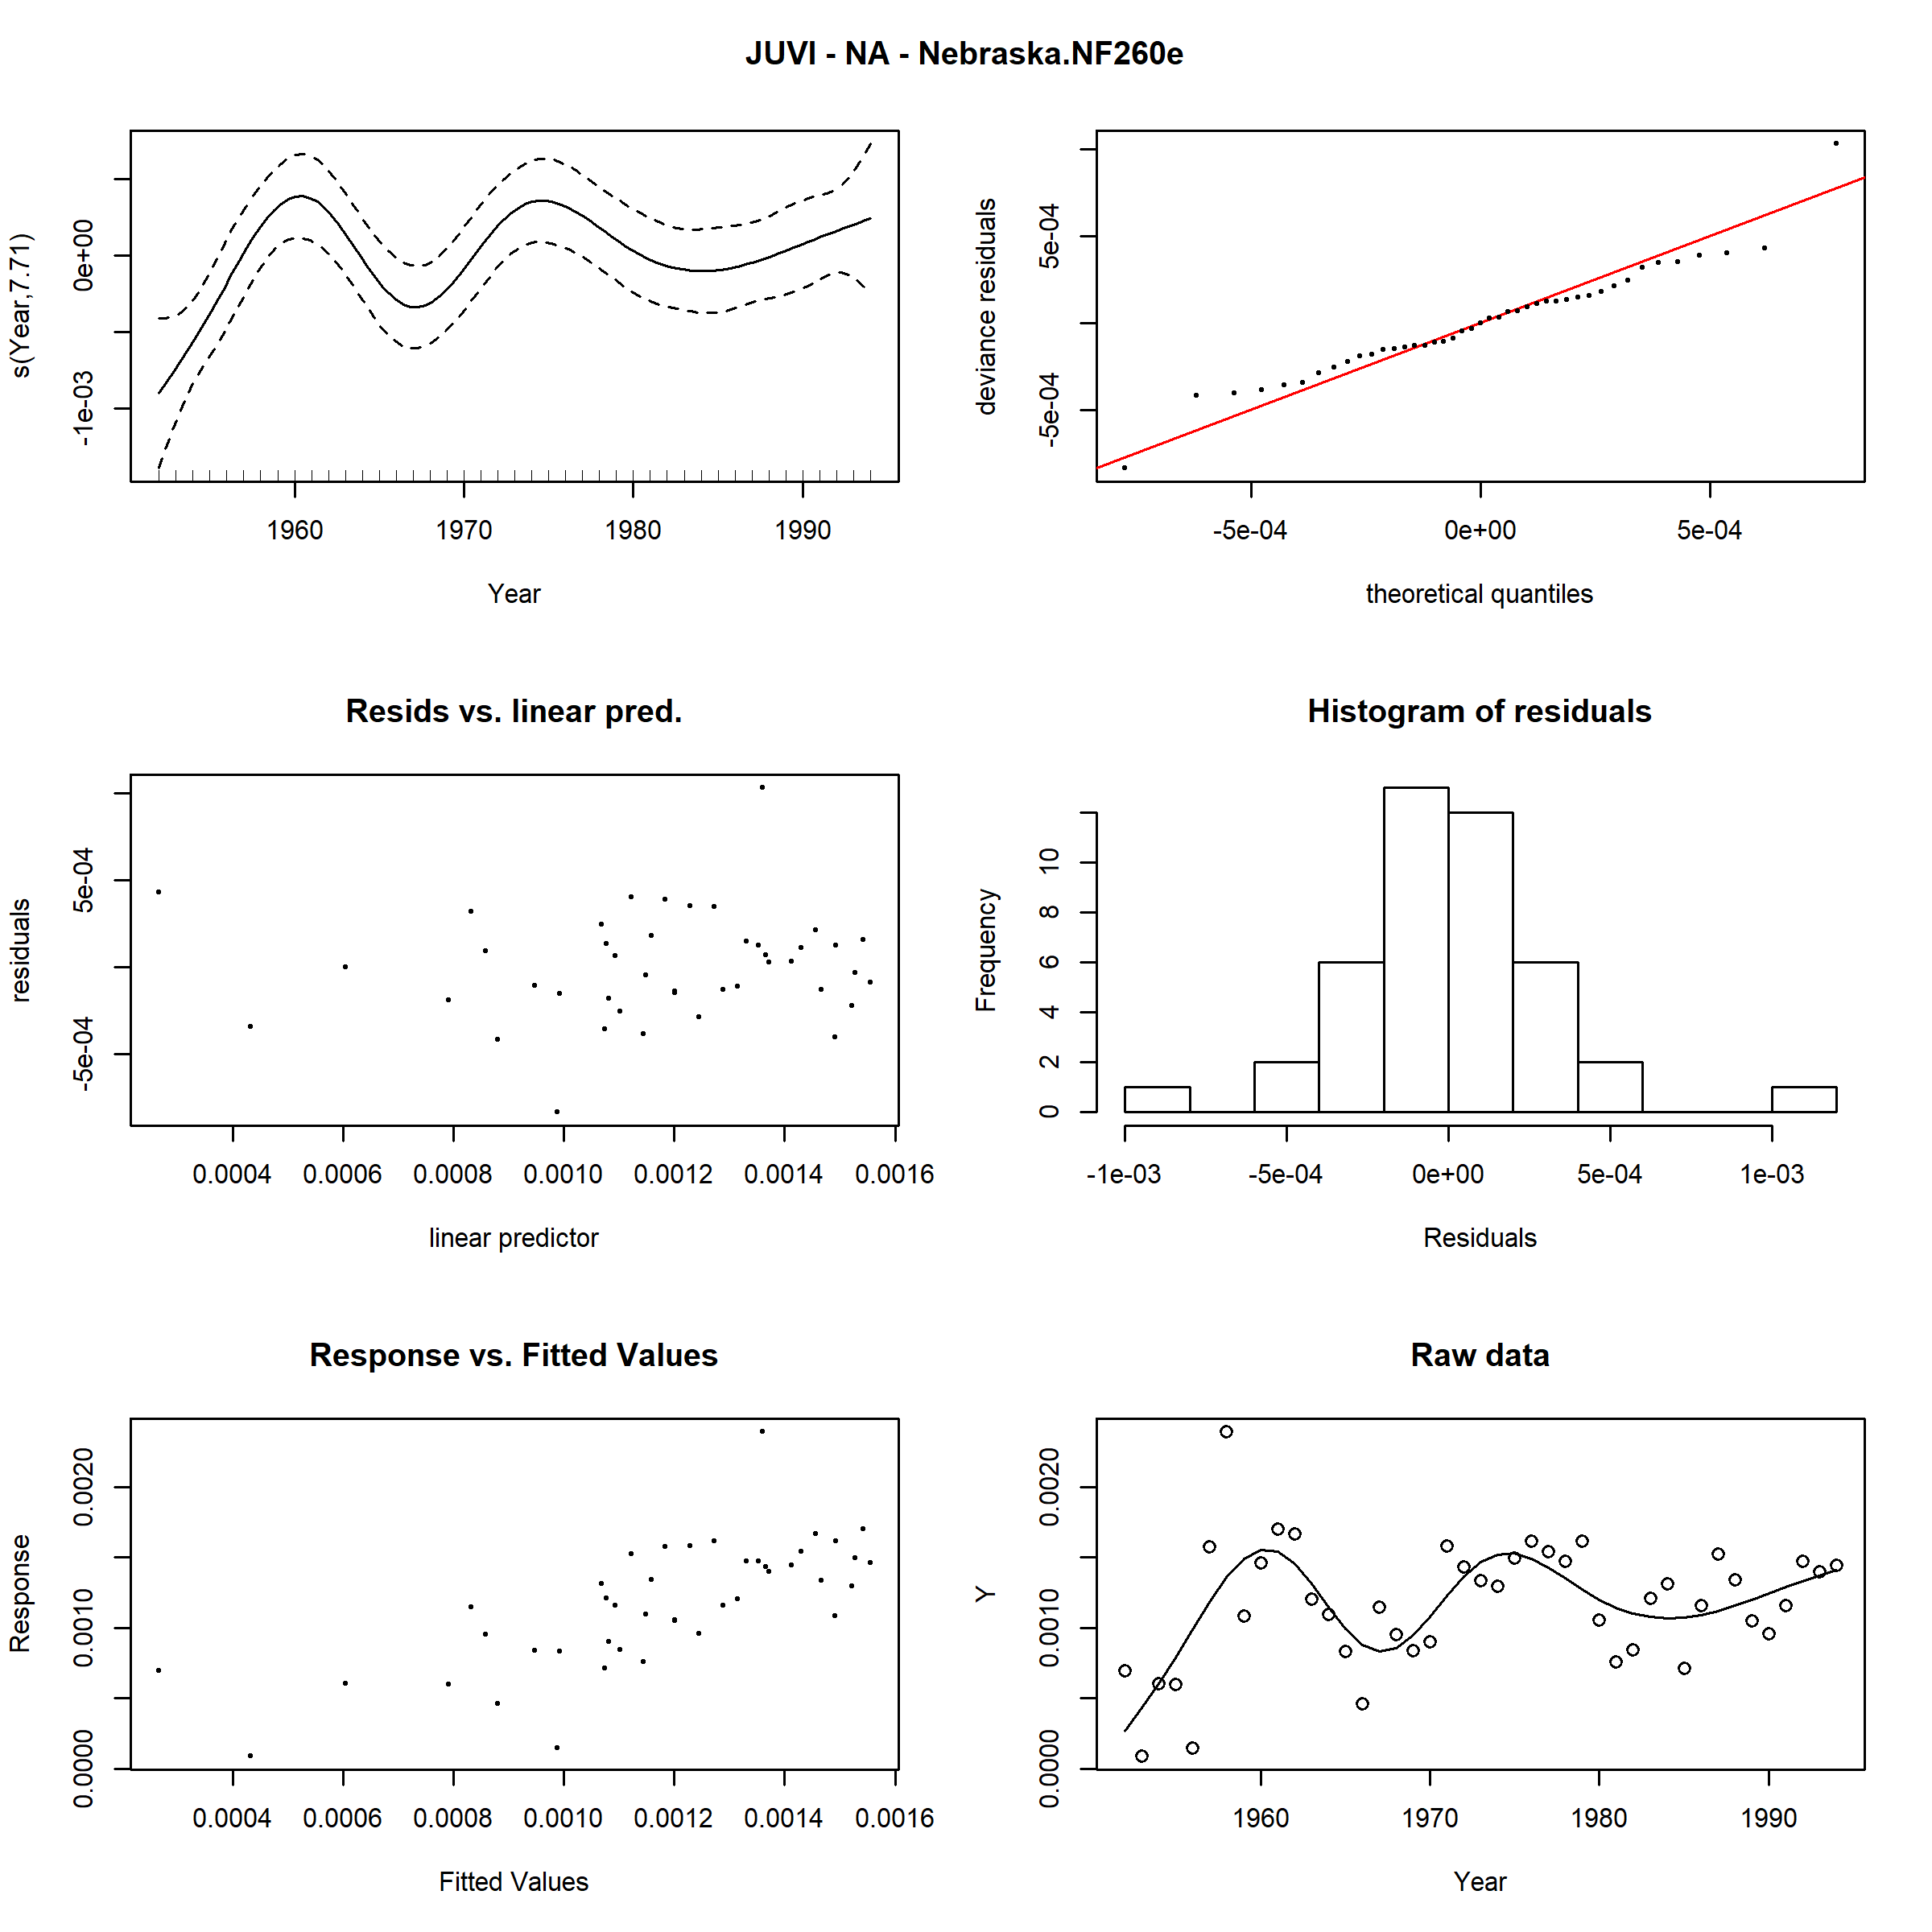 JUVI - NA - Nebraska.NF260e
s(Year,7.71)
-1e-03 0e+00
1960 1970 1980 1990
Year
deviance residuals
-5e-04 5e-04
-5e-04 0e+00 5e-04
theoretical quantiles
Resids vs. linear pred.
residuals
-5e-04 5e-04
0.0004 0.0006 0.0008 0.0010 0.0012 0.0014 0.0016
linear predictor
Histogram of residuals
Frequency
0 2 4 6 8 10
-1e-03 -5e-04 0e+00 5e-04 1e-03
Residuals
Response vs. Fitted Values
Response
0.0000 0.0010 0.0020
0.0004 0.0006 0.0008 0.0010 0.0012 0.0014 0.0016
Fitted Values
Raw data
Y
0.0000 0.0010 0.0020
1960 1970 1980 1990
Year